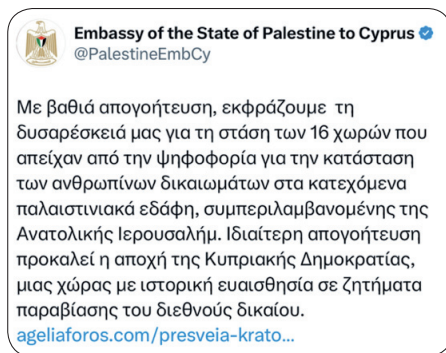 Embassy of the State of Palestine to Cyprus
@PalestineEmbCy
Με βαθιά απογοήτευση, εκφράζουμε τη
δυσαρέσκειά μας για τη στάση των 16 χωρών που
απείχαν από την ψηφοφορία για την κατάσταση
των ανθρωπίνων δικαιωμάτων στα κατεχόμενα
παλαιστινιακά εδάφη, συμπεριλαμβανομένης της
Ανατολικής Ιερουσαλήμ. Ιδιαίτερη απογοήτευση
προκαλεί η αποχή της Κυπριακής Δημοκρατίας,
μιας χώρας με ιστορική ευαισθησία σε ζητήματα
παραβίασης του διεθνούς δικαίου.
ageliaforos.com/presveia-krato...